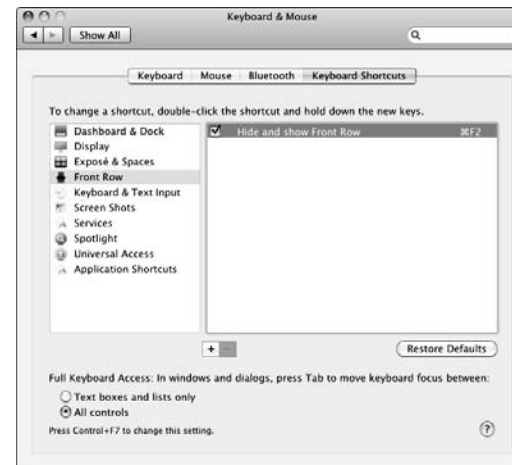 Keyboard & Mouse
Show All
Keyboard Mouse Bluetooth Keyboard Shortcuts
To change a shortcut, double-click the shortcut and hold down the new keys.
Dashboard & Dock
Display
Exposé & Spaces
Front Row
Keyboard & Text Input
Screen Shots
Services
Spotlight
Universal Access
Application Shortcuts
Hide and show Front Row ⌘F2
+ −
Restore Defaults
Full Keyboard Access: In windows and dialogs, press Tab to move keyboard focus between:
Text boxes and lists only
All controls
Press Control+F7 to change this setting.
?